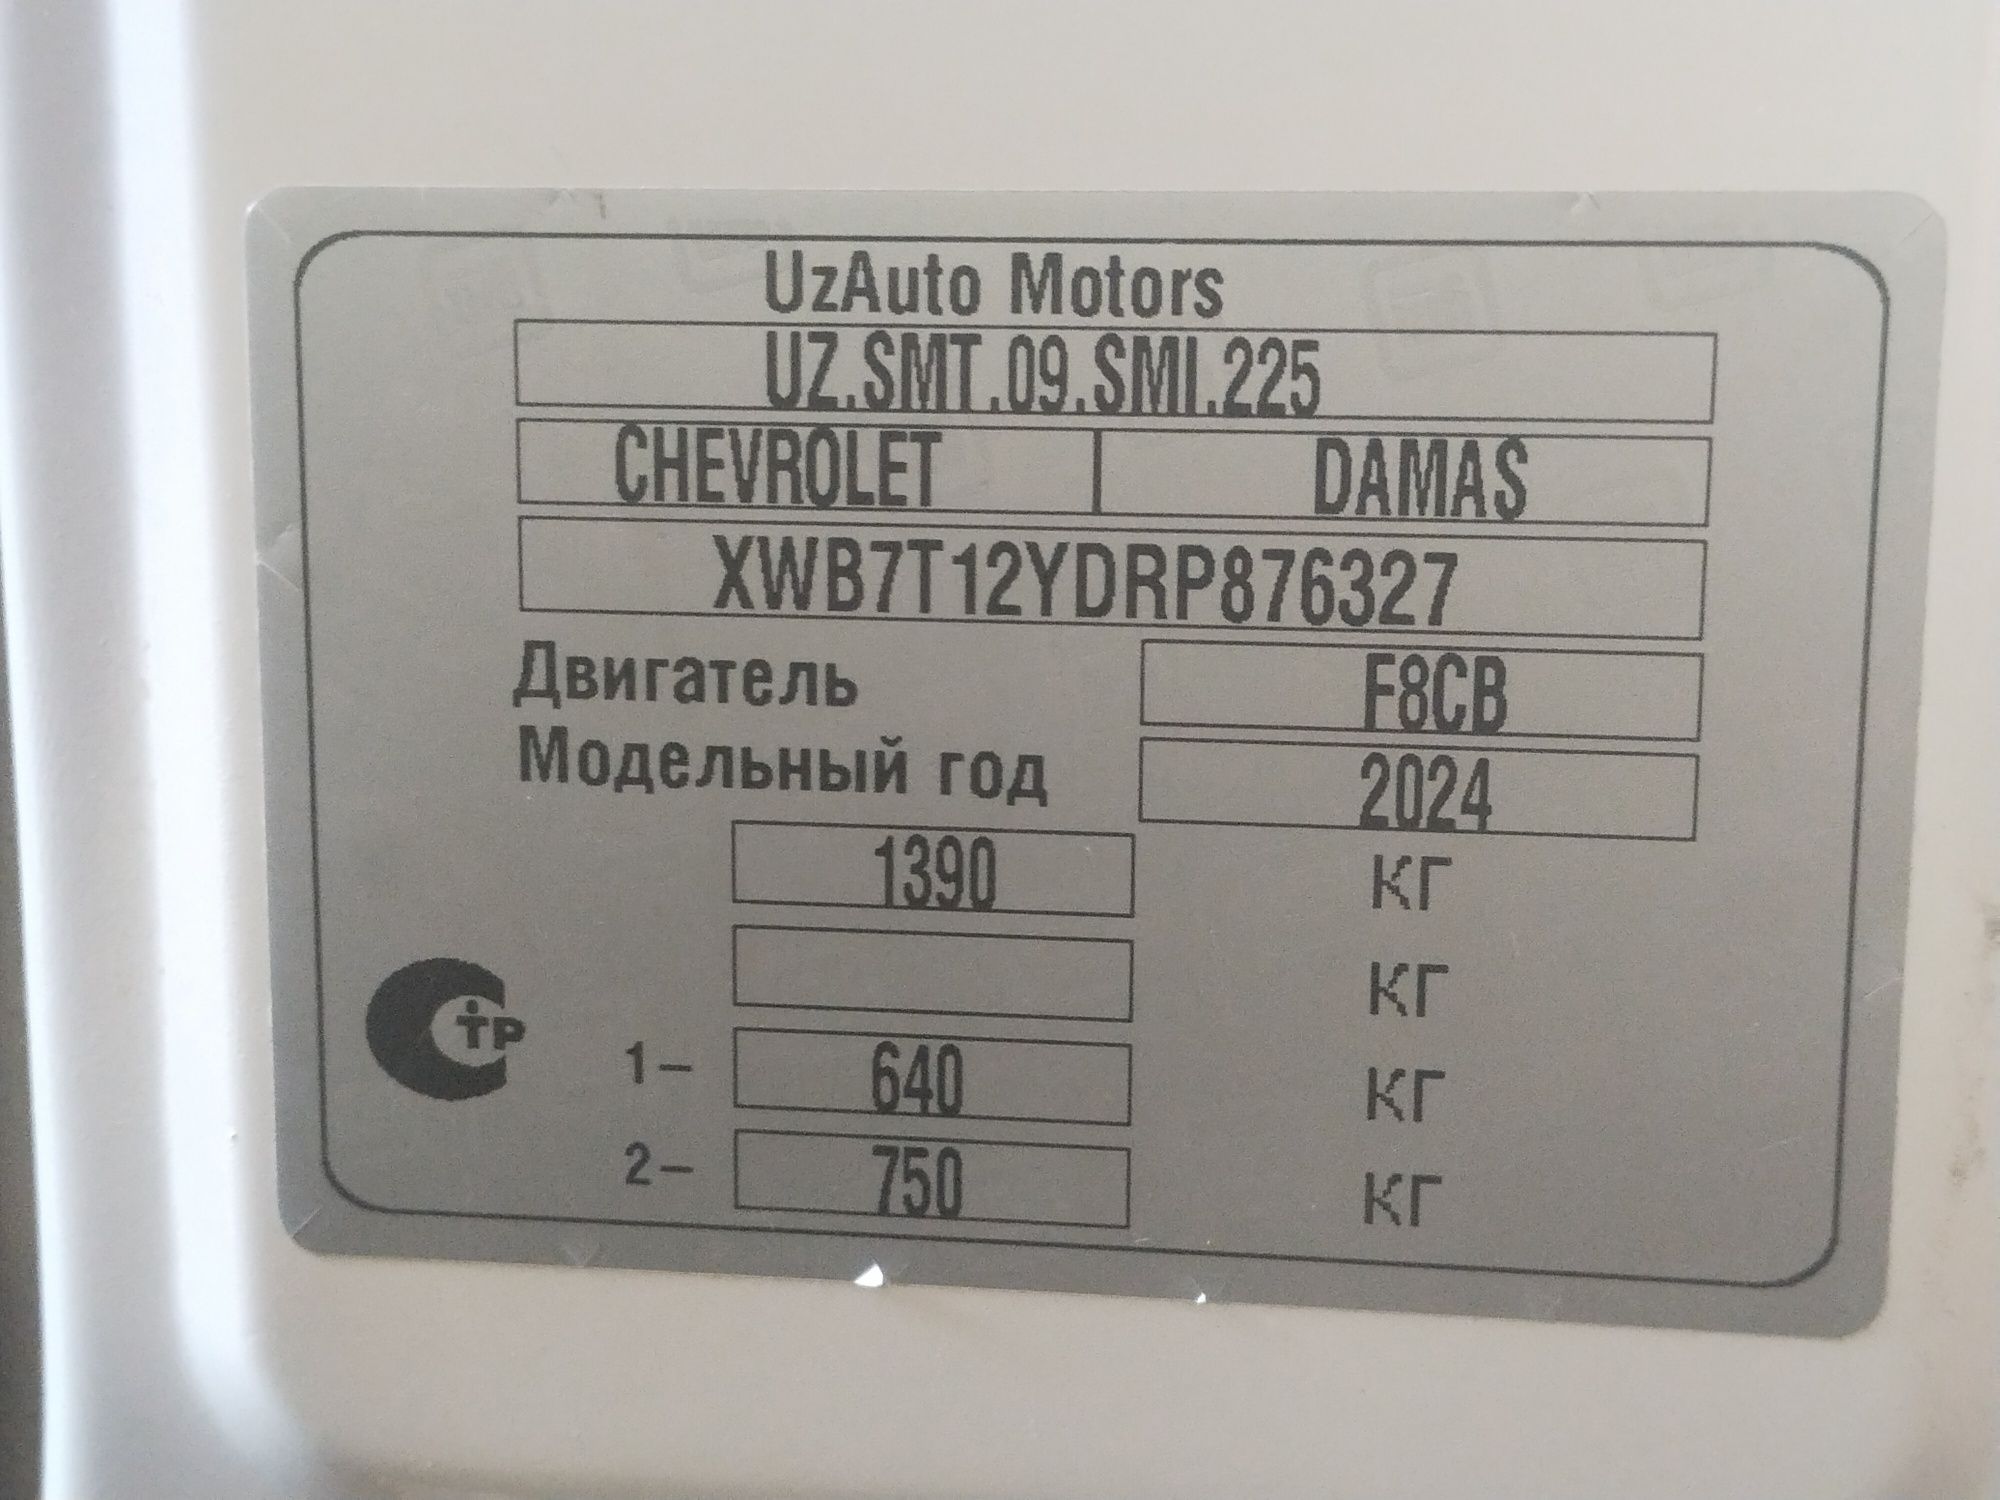 UzAuto Motors
UZ.SMT.09.SMI.225
CHEVROLET DAMAS
XWB7T12YDRP876327
Двигатель F8CB
Модельный год 2024
1390 КГ
КГ
1- 640 КГ
2- 750 КГ
ТР